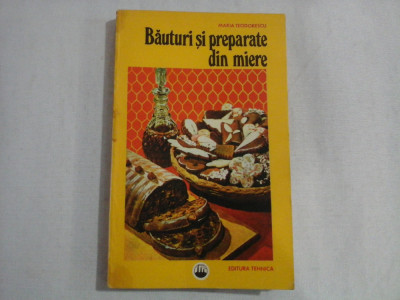 MARIA TEODORESCU
Băuturi și preparate
din miere
EDITURA TEHNICĂ